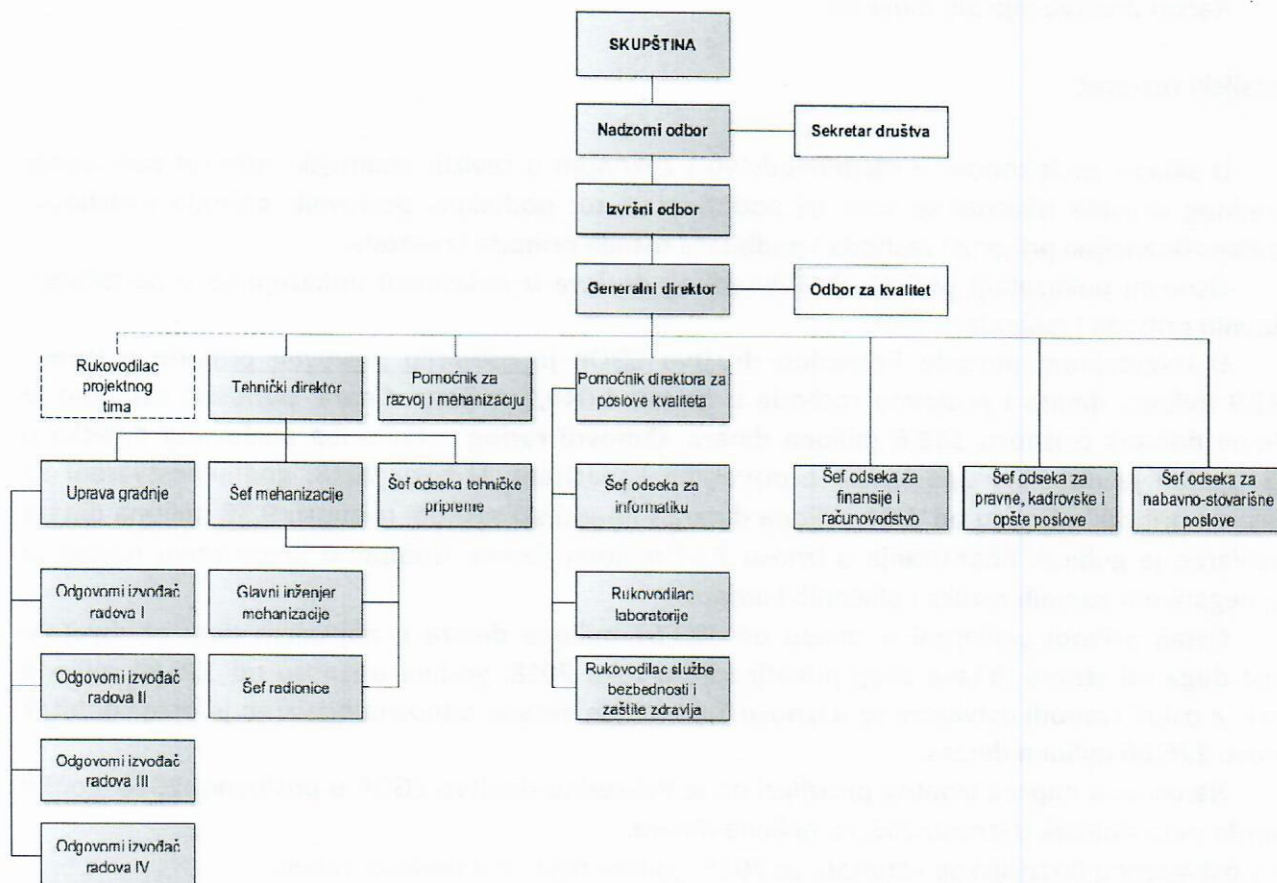 SKUPŠTINA
Nadzorni odbor
Sekretar društva
Izvršni odbor
Generalni direktor
Odbor za kvalitet
Rukovodilac
projektnog
tima
Tehnički direktor
Pomoćnik za
razvoj i mehanizaciju
Pomoćnik direktora za
poslove kvaliteta
Uprava gradnje
Šef mehanizacije
Šef odseka tehničke
pripreme
Šef odseka za
informatiku
Šef odseka za
finansije i
računovodstvo
Šef odseka za
pravne, kadrovske i
opšte poslove
Šef odseka za
nabavno-stovarišne
poslove
Odgovorni izvođač
radova I
Glavni inženjer
mehanizacije
Rukovodilac
laboratorije
Odgovorni izvođač
radova II
Šef radionice
Rukovodilac službe
bezbednosti i
zaštite zdravlja
Odgovorni izvođač
radova III
Odgovorni izvođač
radova IV